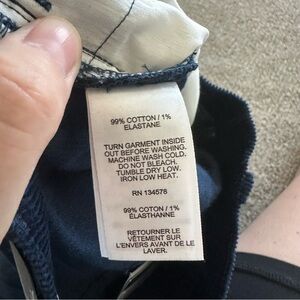 99% COTTON / 1%
ELASTANE
TURN GARMENT INSIDE
OUT BEFORE WASHING.
MACHINE WASH COLD.
DO NOT BLEACH.
TUMBLE DRY LOW.
IRON LOW HEAT.
RN 134576
99% COTON / 1%
ELASTHANNE
RETOURNER LE
VÊTEMENT SUR
L'ENVERS AVANT DE LE
LAVER.